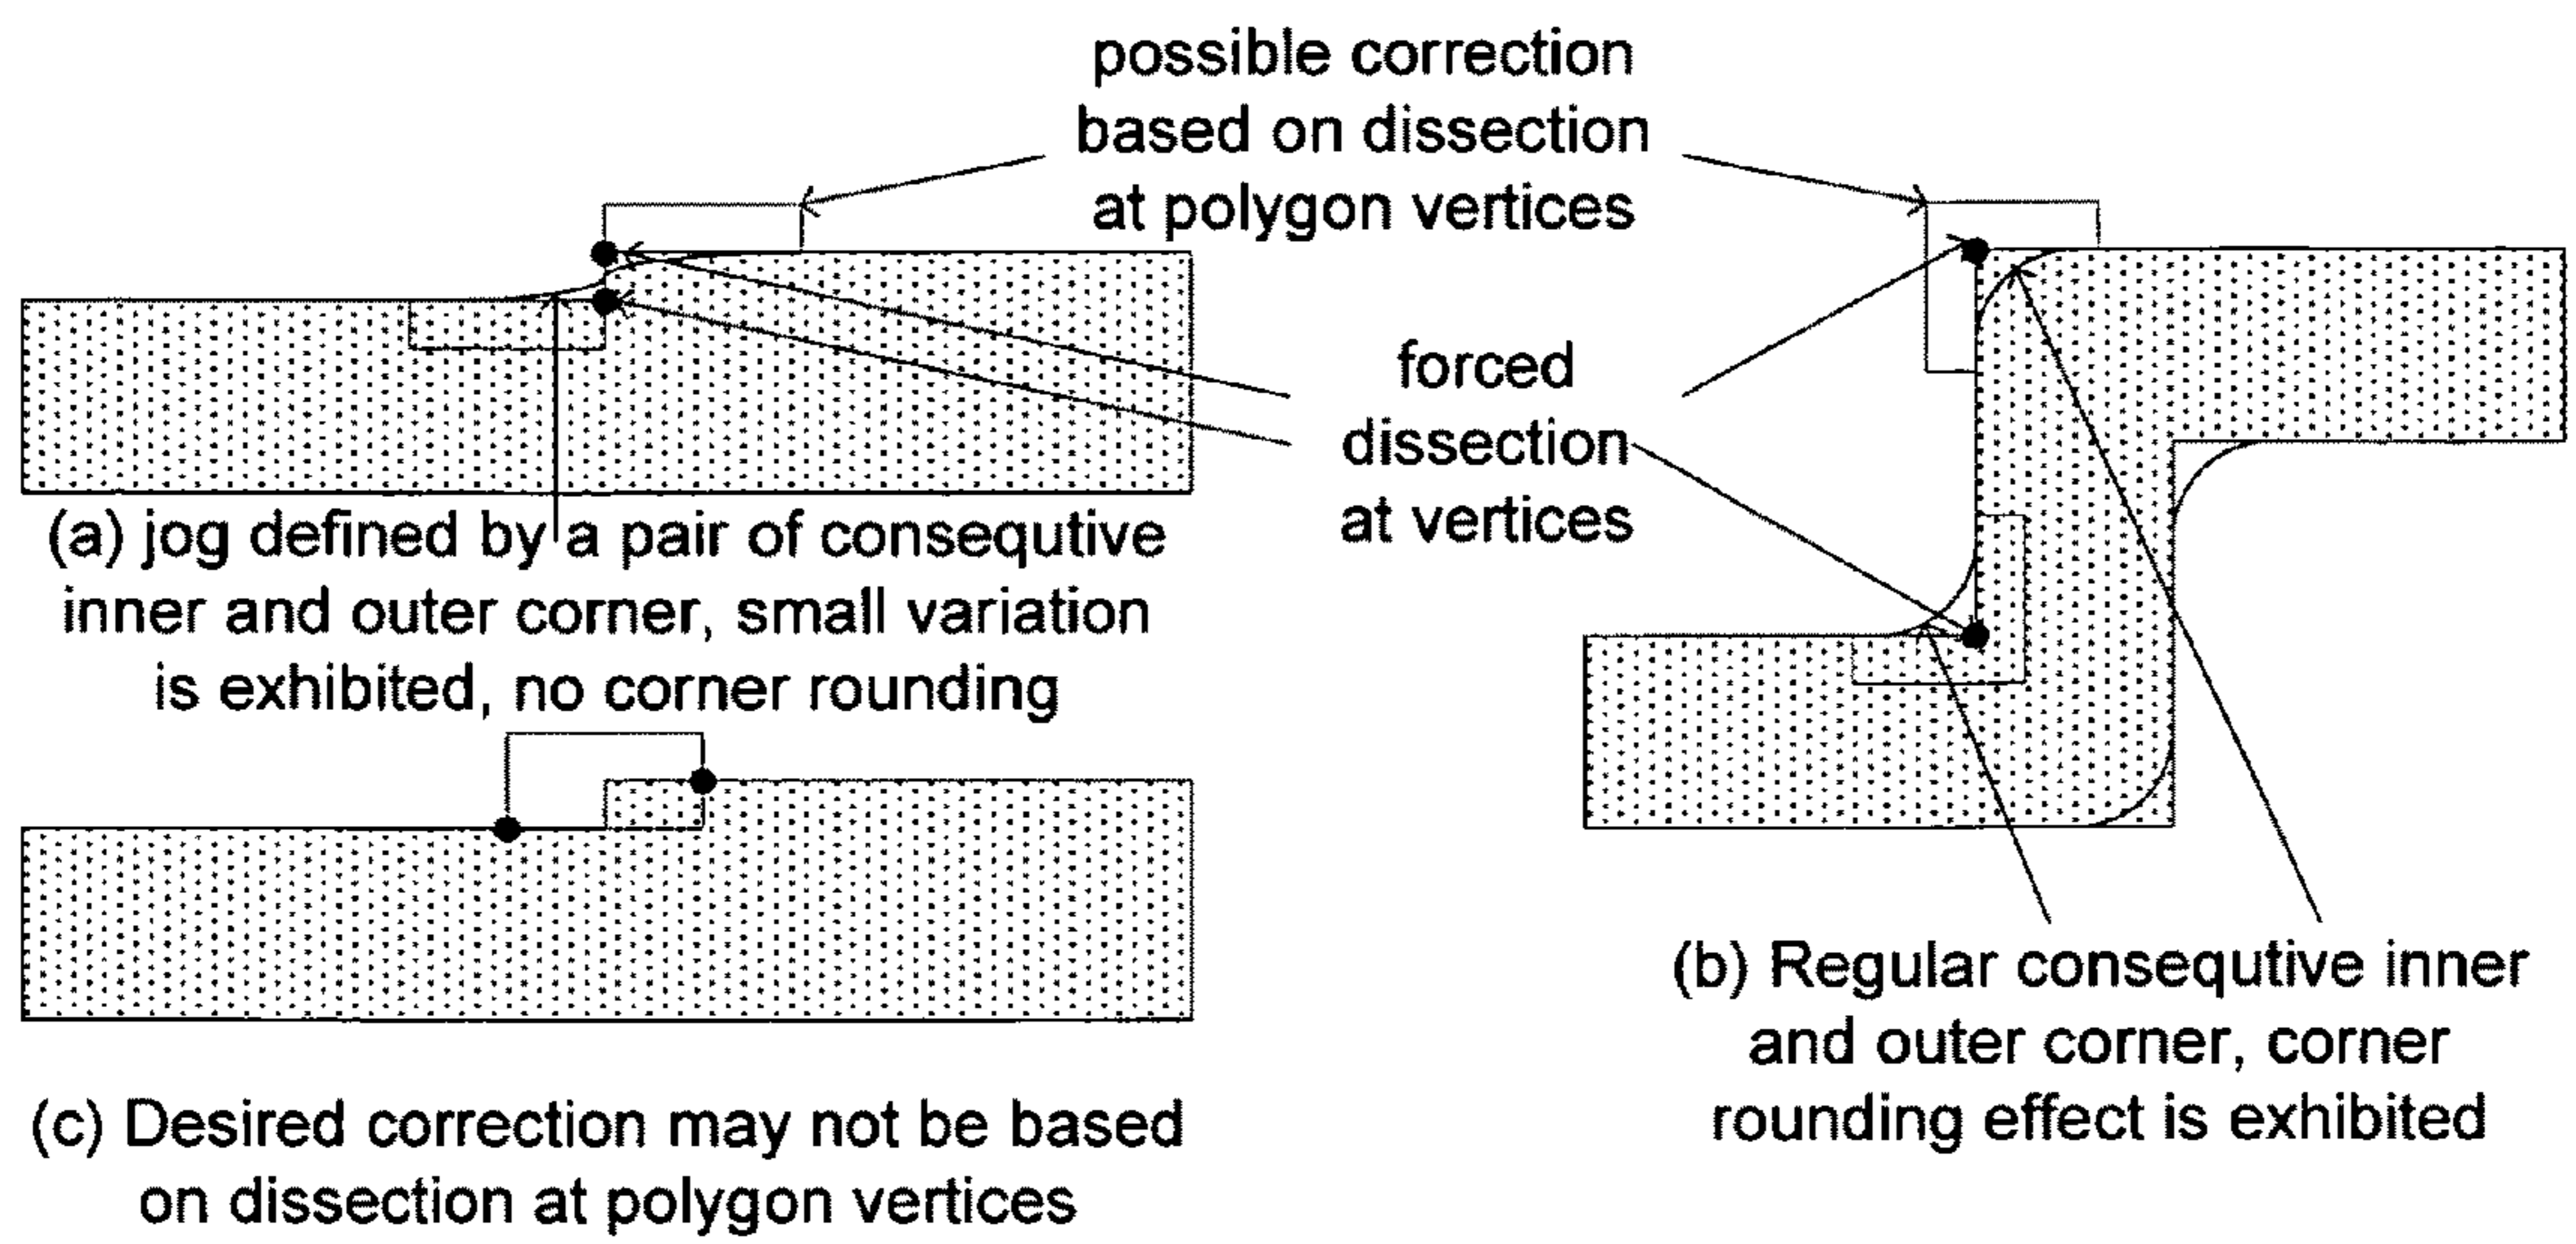 possible correction
based on dissection
at polygon vertices
forced
dissection
at vertices
(a) jog defined by a pair of consequtive
inner and outer corner, small variation
is exhibited, no corner rounding
(b) Regular consequtive inner
and outer corner, corner
rounding effect is exhibited
(c) Desired correction may not be based
on dissection at polygon vertices